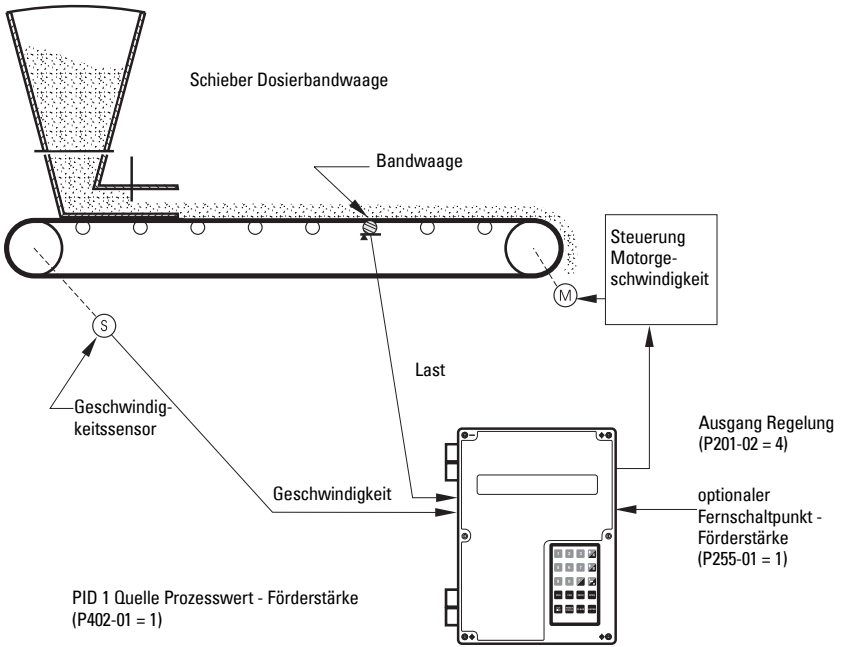 Schieber Dosierbandwaage
Bandwaage
Steuerung
Motorge-
schwindigkeit
M
S
Last
Geschwindig-
keitssensor
Ausgang Regelung
(P201-02 = 4)
Geschwindigkeit
optionaler
Fernschaltpunkt -
Förderstärke
(P255-01 = 1)
PID 1 Quelle Prozesswert - Förderstärke
(P402-01 = 1)